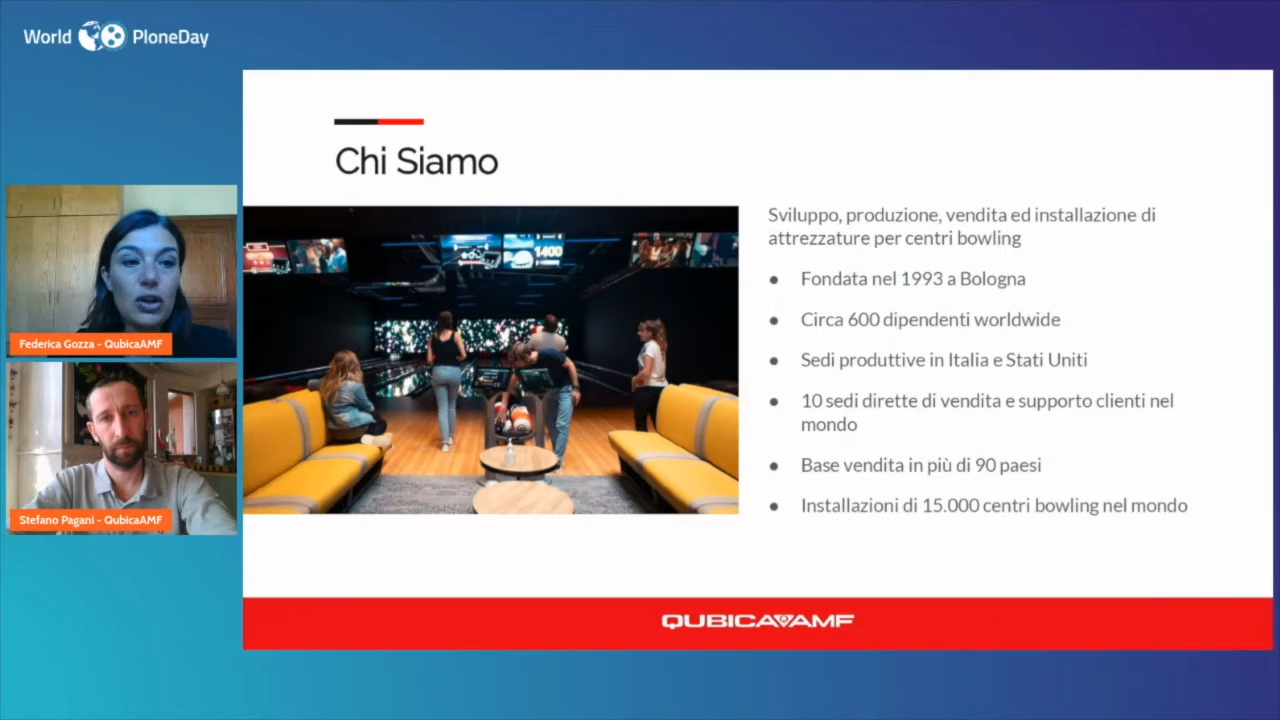 World PloneDay
Chi Siamo
Sviluppo, produzione, vendita ed installazione di
attrezzature per centri bowling
● Fondata nel 1993 a Bologna
● Circa 600 dipendenti worldwide
● Sedi produttive in Italia e Stati Uniti
● 10 sedi dirette di vendita e supporto clienti nel
mondo
● Base vendita in più di 90 paesi
● Installazioni di 15.000 centri bowling nel mondo
1400
Federica Gozza - QubicaAMF
Stefano Pagani - QubicaAMF
QUBICAAMF